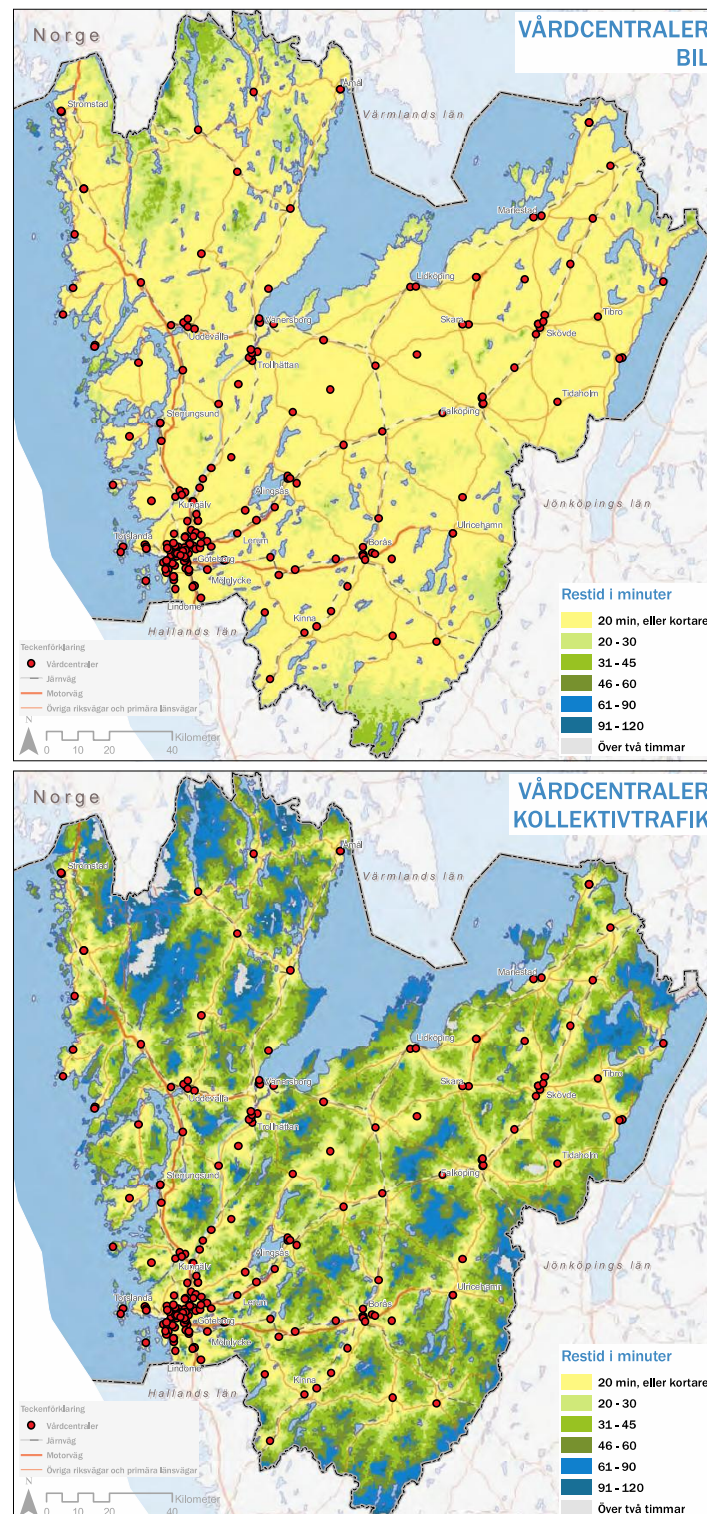 VÅRDCENTRALER
BIL
Norge
Åmål
Strömstad
Värmlands län
Mariestad
Lidköping
Vänersborg
Skara
Tibro
Uddevalla
Skövde
Trollhättan
Tidaholm
Falköping
Stenungsund
Alingsås
Kungälv
Jönköpings län
Ulricehamn
Lerum
Torslanda
Borås
Göteborg
Mölnlycke
Lindome
Kinna
Hallands län
Restid i minuter
20 min, eller kortare
20 - 30
31 - 45
46 - 60
61 - 90
91 - 120
Över två timmar
Teckenförklaring
Vårdcentraler
Järnväg
Motorväg
Övriga riksvägar och primära länsvägar
N
Kilometer
0 10 20 40
VÅRDCENTRALER
KOLLEKTIVTRAFIK
Norge
Åmål
Strömstad
Värmlands län
Mariestad
Lidköping
Vänersborg
Skara
Tibro
Uddevalla
Skövde
Trollhättan
Tidaholm
Falköping
Stenungsund
Alingsås
Kungälv
Jönköpings län
Ulricehamn
Lerum
Torslanda
Borås
Göteborg
Mölnlycke
Lindome
Kinna
Hallands län
Restid i minuter
20 min, eller kortare
20 - 30
31 - 45
46 - 60
61 - 90
91 - 120
Över två timmar
Teckenförklaring
Vårdcentraler
Järnväg
Motorväg
Övriga riksvägar och primära länsvägar
N
Kilometer
0 10 20 40